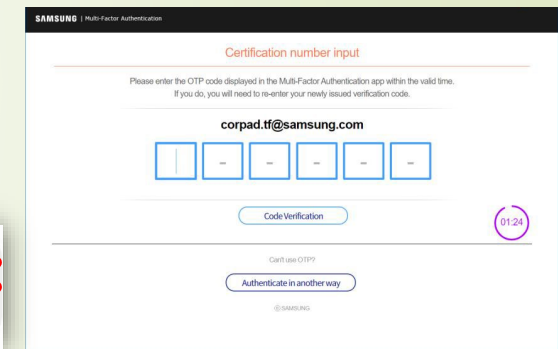 SAMSUNG | Multi-Factor Authentication
Certification number input
Please enter the OTP code displayed in the Multi-Factor Authentication app within the valid time.
If you do, you will need to re-enter your newly issued verification code.
corpad.tf@samsung.com
Code Verification
01:24
Can't use OTP?
Authenticate in another way
ⓒSAMSUNG